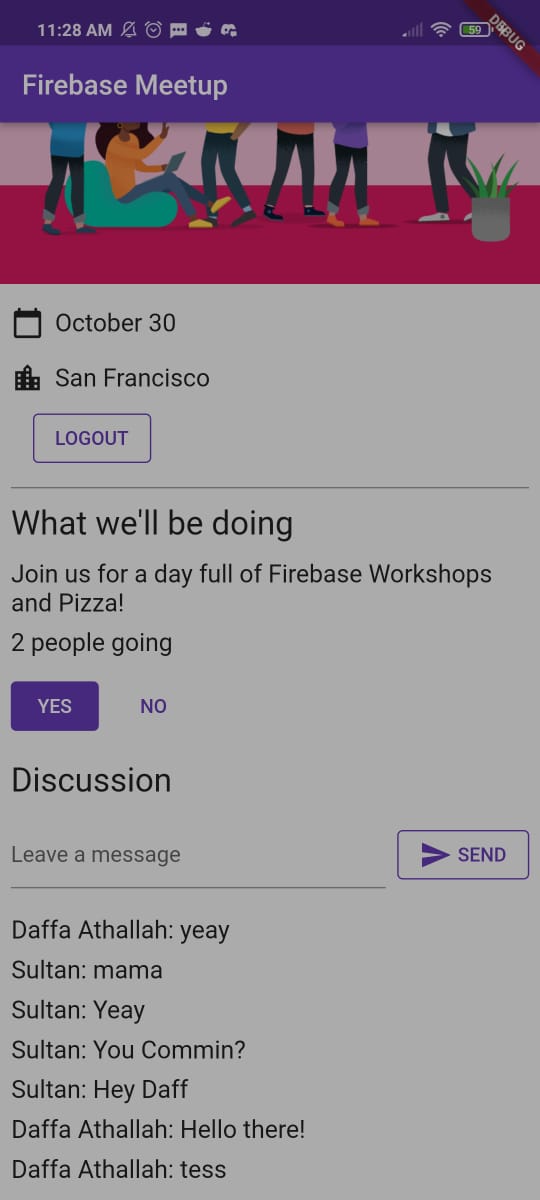 11:28 AM
59
DEBUG
Firebase Meetup
October 30
San Francisco
LOGOUT
What we'll be doing
Join us for a day full of Firebase Workshops
and Pizza!
2 people going
YES NO
Discussion
Leave a message
SEND
Daffa Athallah: yeay
Sultan: mama
Sultan: Yeay
Sultan: You Commin?
Sultan: Hey Daff
Daffa Athallah: Hello there!
Daffa Athallah: tess